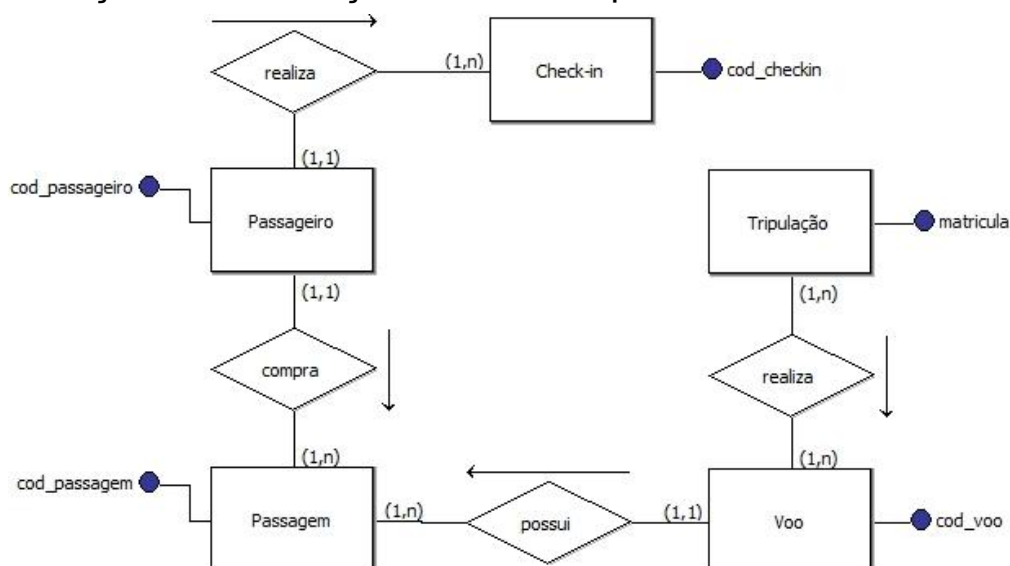 realiza
(1,n)
Check-in
cod_checkin
(1,1)
cod_passageiro
Passageiro
Tripulação
matricula
(1,1)
(1,n)
compra
realiza
(1,n)
(1,n)
cod_passagem
Passagem
(1,n)
possui
(1,1)
Voo
cod_voo